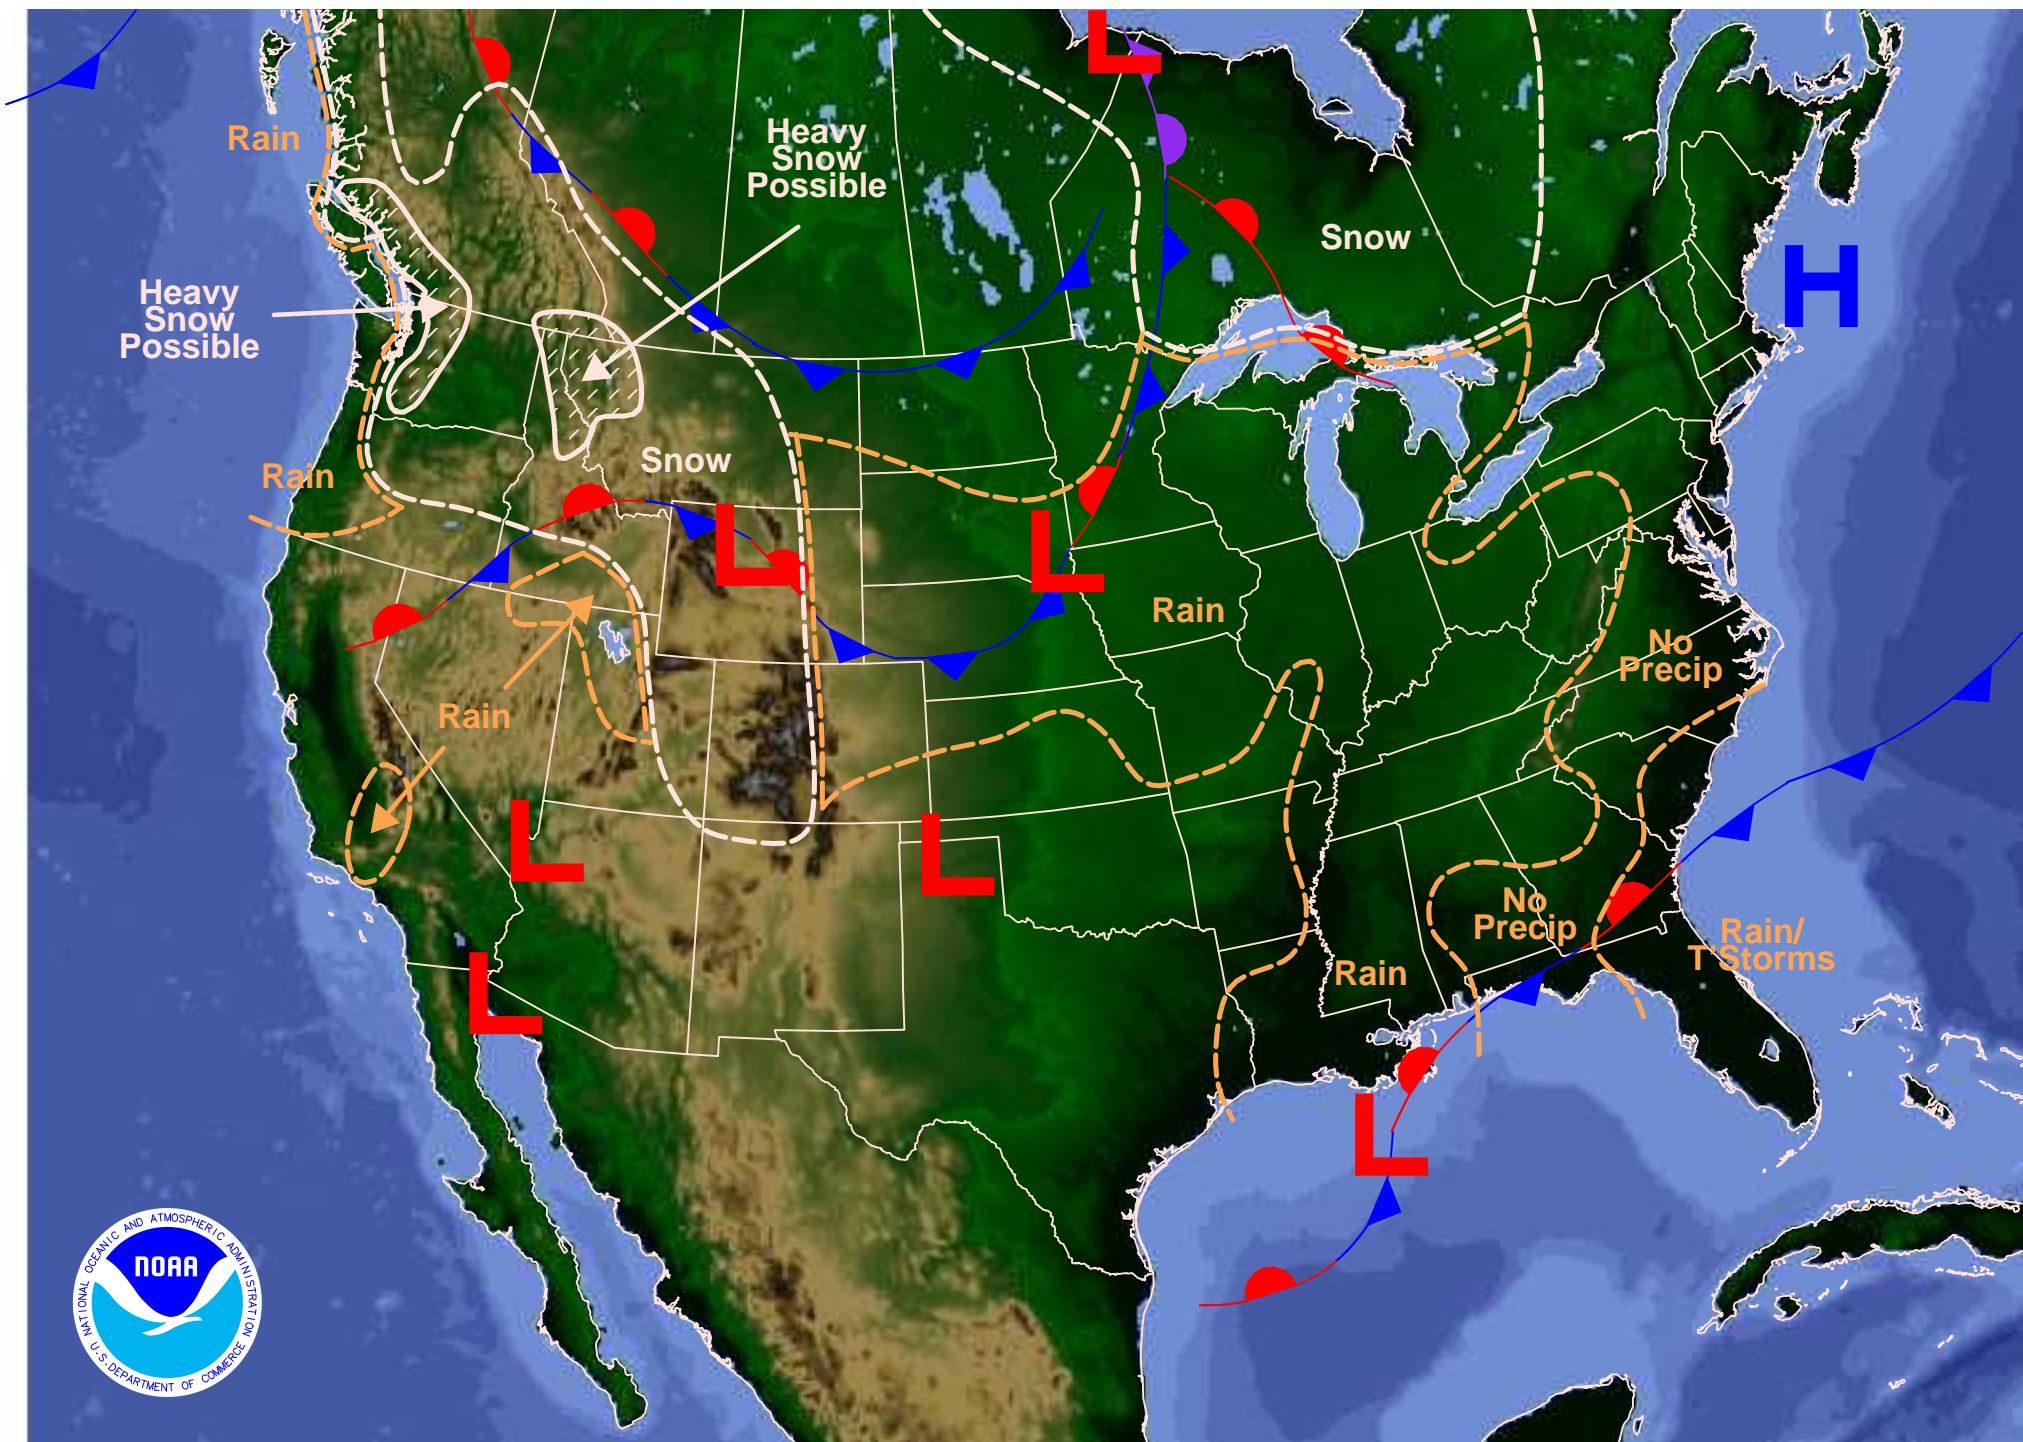 L
Rain
Heavy
Snow
Possible
Snow
H
Heavy
Snow
Possible
Snow
Rain
L
L
Rain
No
Precip
Rain
L
L
No
Precip
Rain/
T'Storms
Rain
L
L
NATIONAL OCEANIC AND ATMOSPHERIC ADMINISTRATION
NOAA
U.S. DEPARTMENT OF COMMERCE